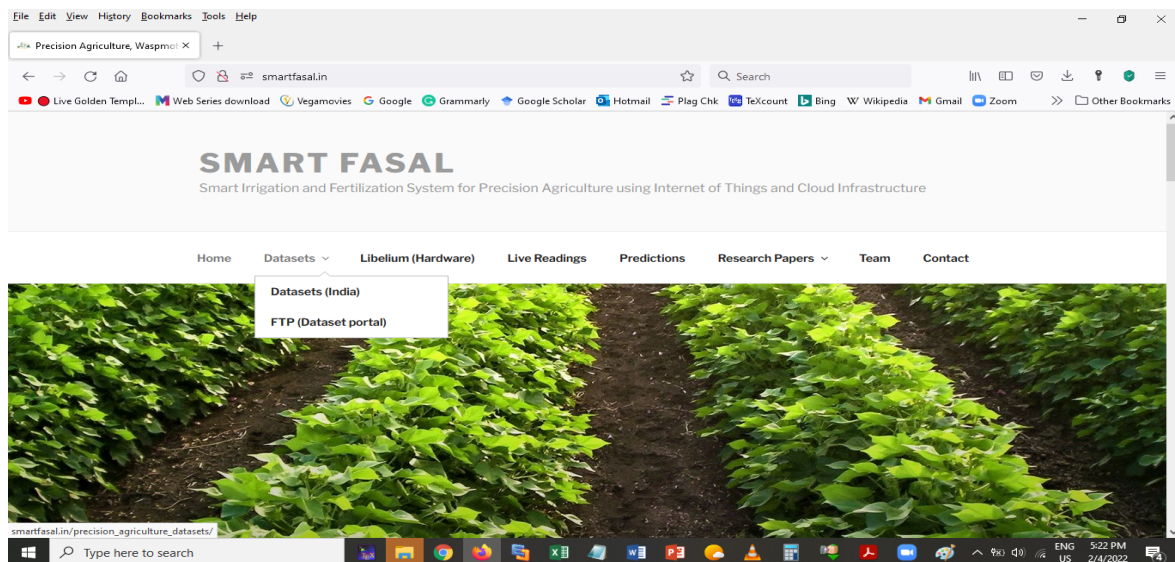 File Edit View History Bookmarks Tools Help
Precision Agriculture, Waspmot
smartfasal.in
Search
Live Golden Templ... Web Series download Vegamovies Google Grammarly Google Scholar Hotmail Plag Chk TeXcount Bing Wikipedia Gmail Zoom Other Bookmarks
SMART FASAL
Smart Irrigation and Fertilization System for Precision Agriculture using Internet of Things and Cloud Infrastructure
Home Datasets Libelium (Hardware) Live Readings Predictions Research Papers Team Contact
Datasets (India)
FTP (Dataset portal)
smartfasal.in/precision_agriculture_datasets/
Type here to search
ENG 5:22 PM
US 2/4/2022